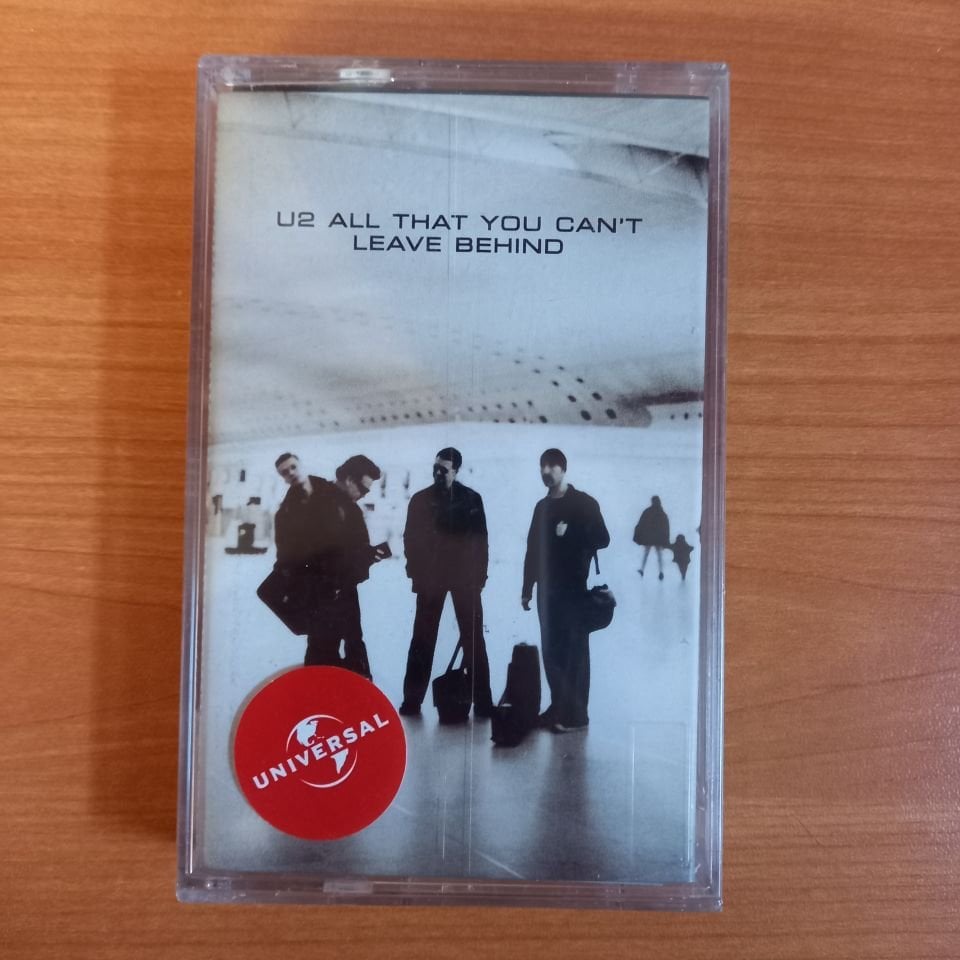 U2 ALL THAT YOU CAN'T
LEAVE BEHIND
UNIVERSAL